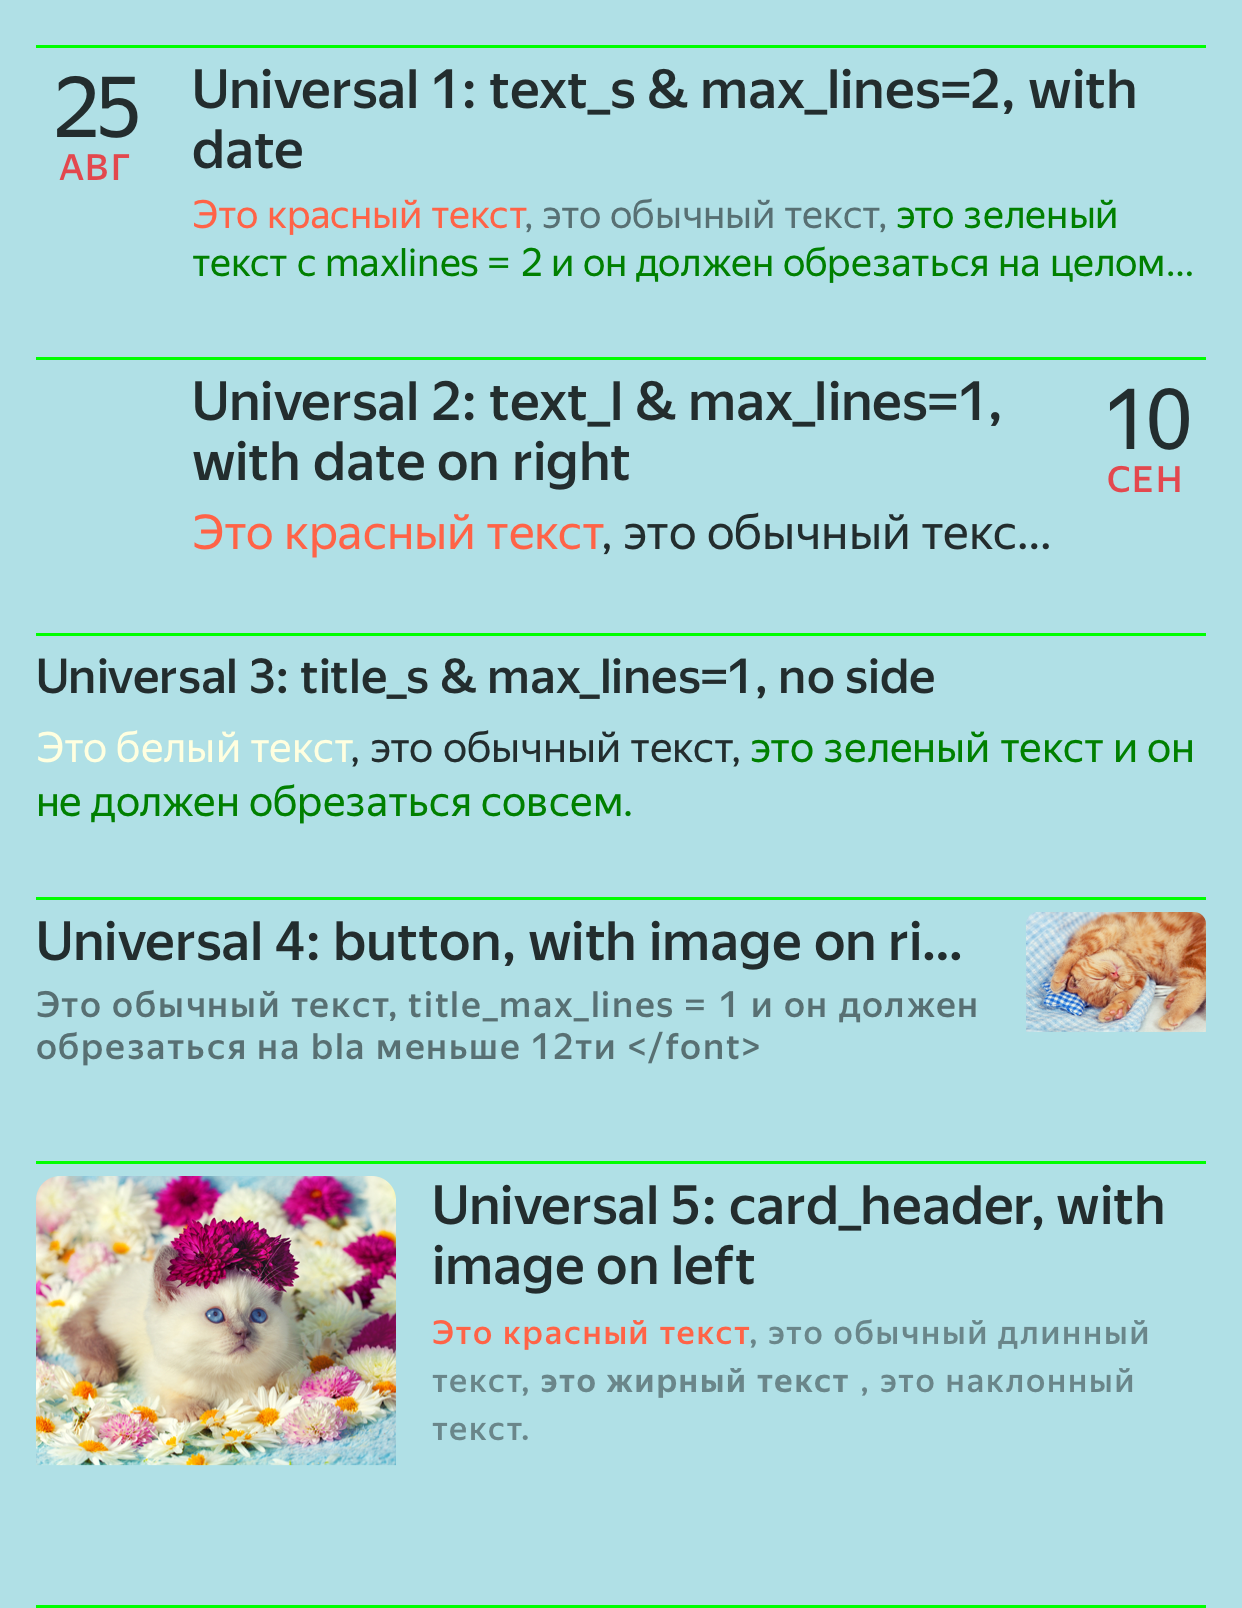 25
АВГ
Universal 1: text_s & max_lines=2, with
date
Это красный текст, это обычный текст, это зеленый
текст с maxlines = 2 и он должен обрезаться на целом...
Universal 2: text_l & max_lines=1,
with date on right
Это красный текст, это обычный текс...
10
СЕН
Universal 3: title_s & max_lines=1, no side
Это белый текст, это обычный текст, это зеленый текст и он
не должен обрезаться совсем.
Universal 4: button, with image on ri...
Это обычный текст, title_max_lines = 1 и он должен
обрезаться на bla меньше 12ти </font>
Universal 5: card_header, with
image on left
Это красный текст, это обычный длинный
текст, это жирный текст , это наклонный
текст.